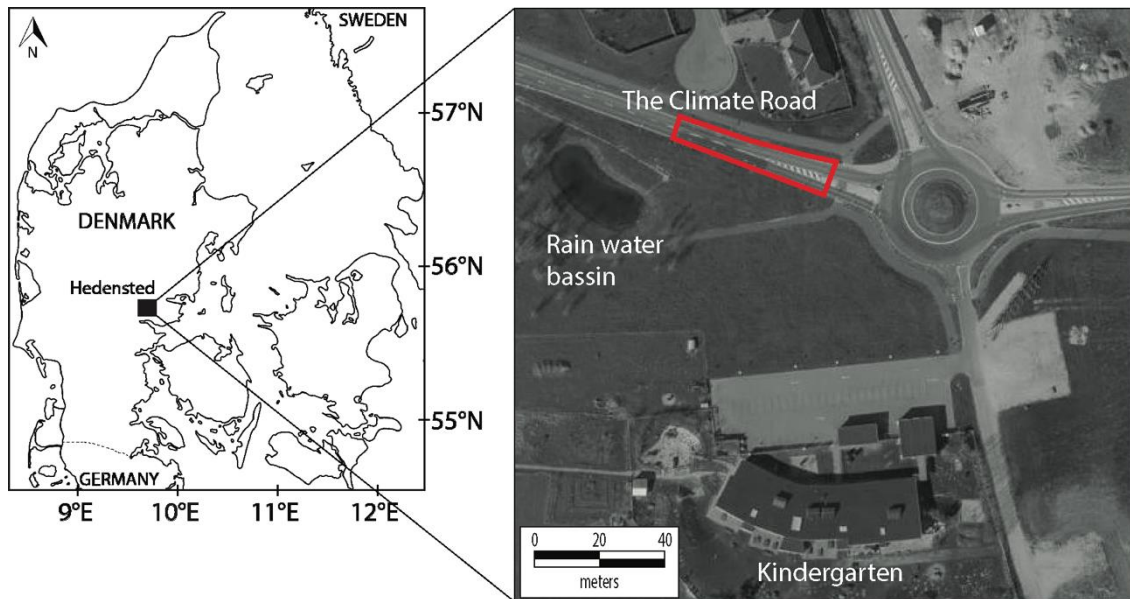 SWEDEN
N
57°N
DENMARK
56°N
Hedensted
55°N
GERMANY
9°E 10°E 11°E 12°E
The Climate Road
Rain water
bassin
0 20 40
meters
Kindergarten